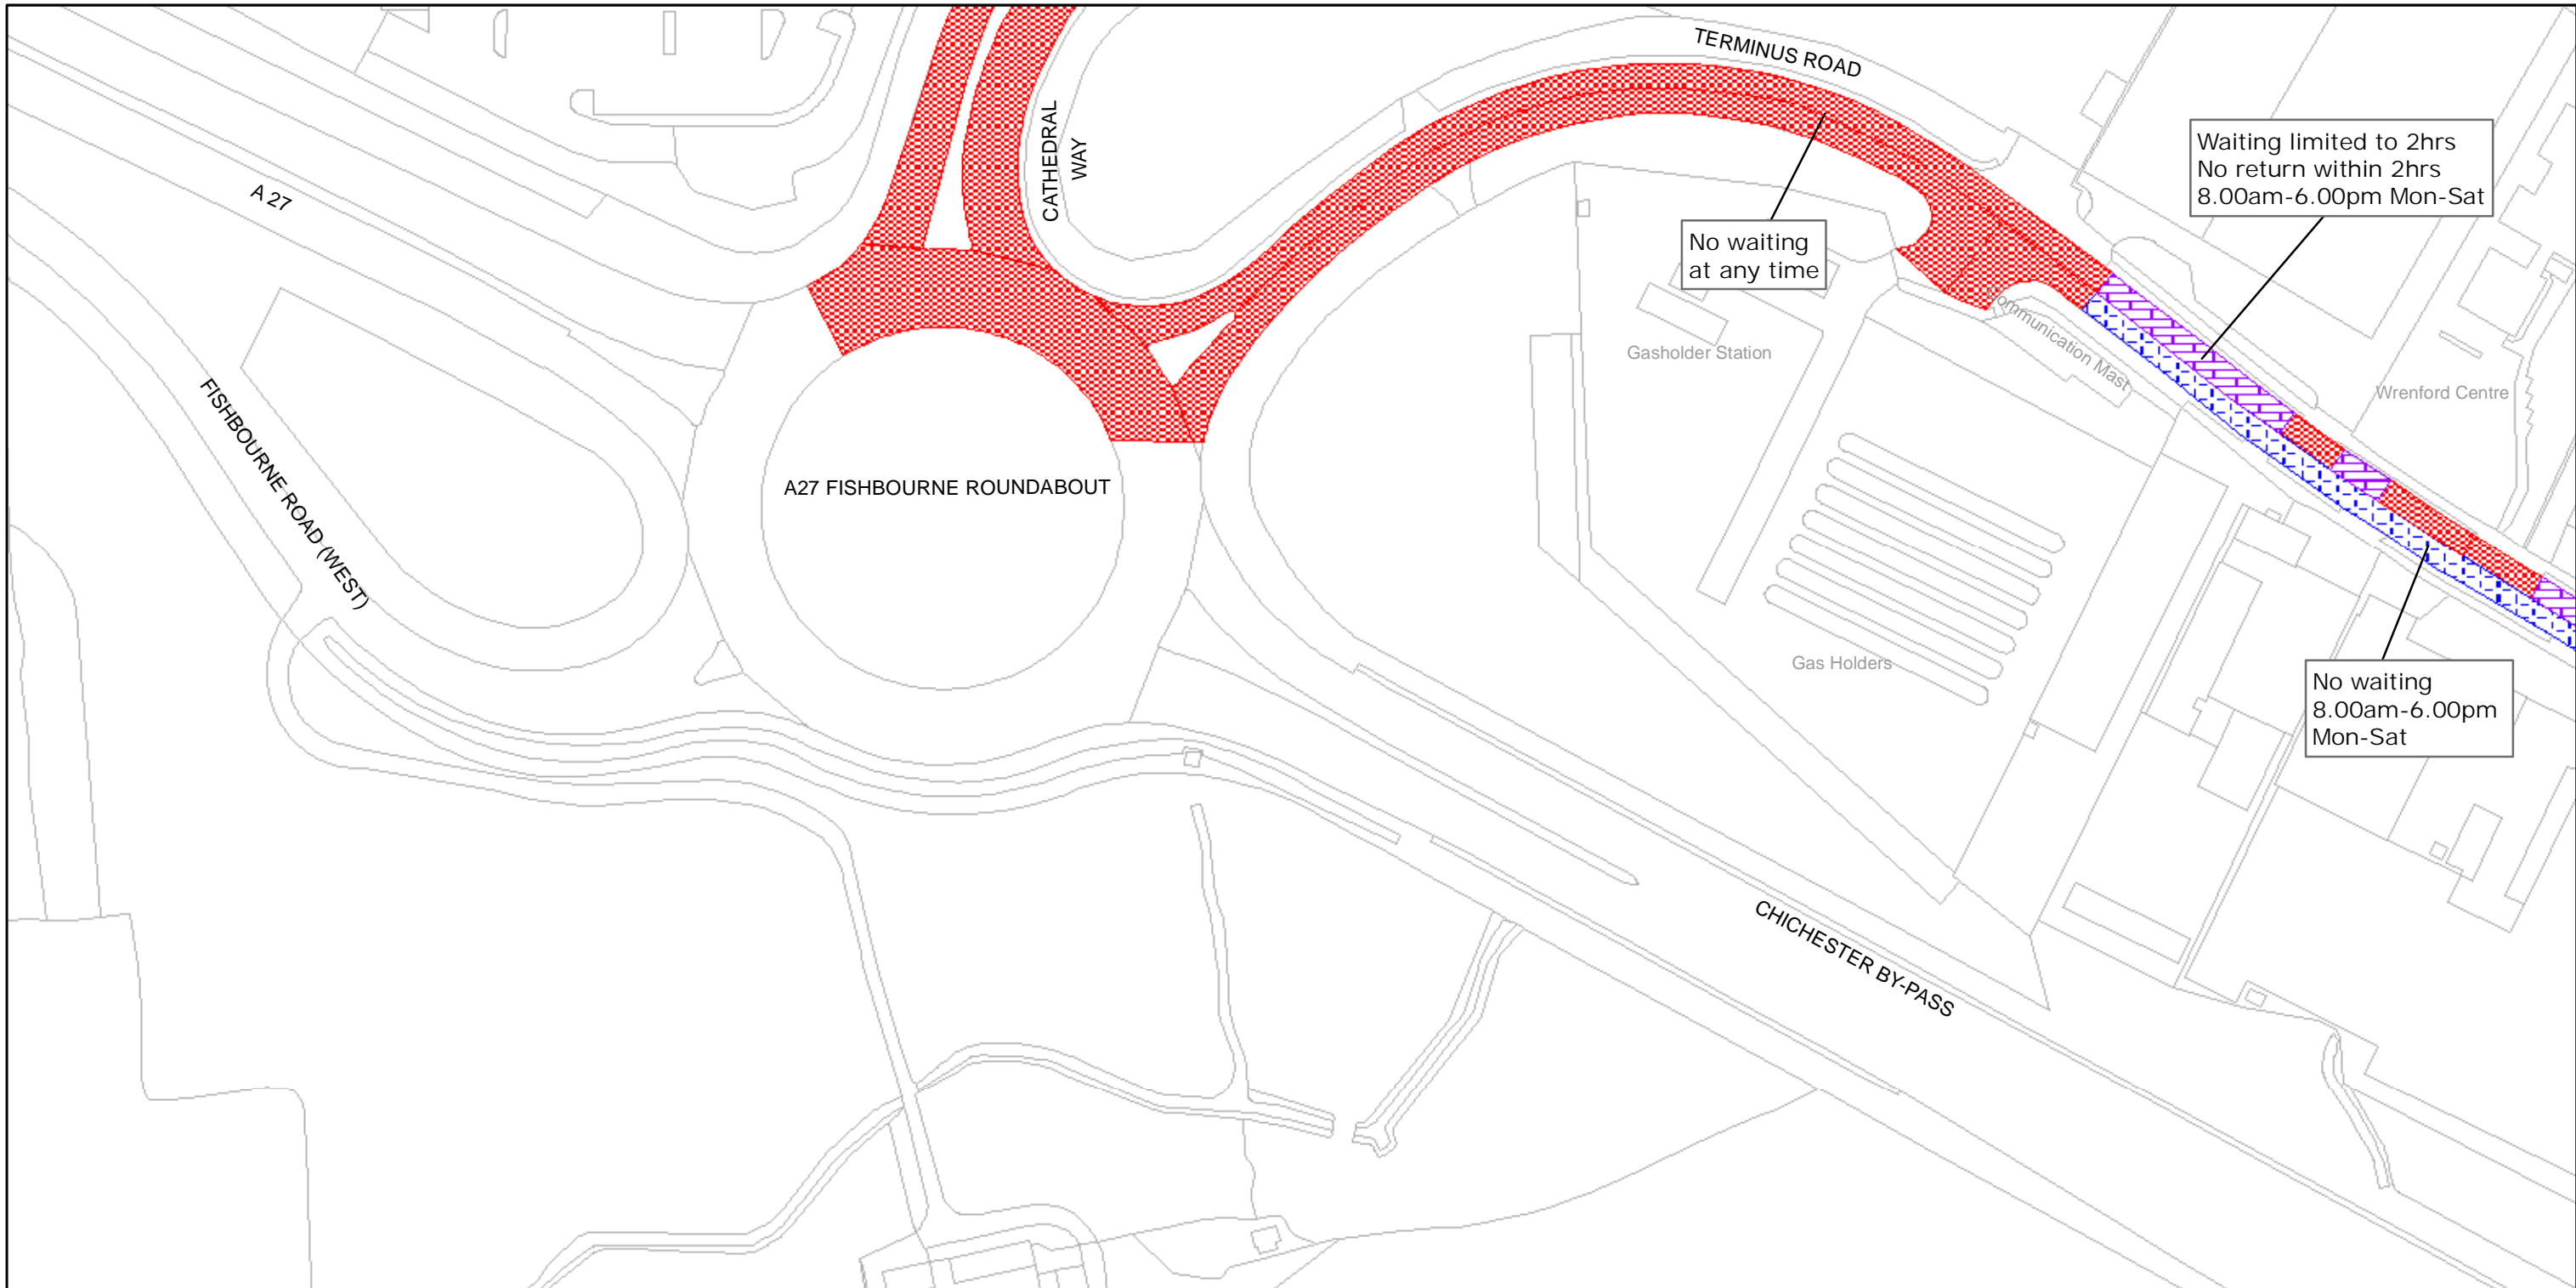 TERMINUS ROAD
CATHEDRAL
WAY
A 27
Waiting limited to 2hrs
No return within 2hrs
8.00am-6.00pm Mon-Sat
No waiting
at any time
ommunication Mast
Gasholder Station
Wrenford Centre
FISHBOURNE ROAD (WEST)
A27 FISHBOURNE ROUNDABOUT
Gas Holders
No waiting
8.00am-6.00pm
Mon-Sat
CHICHESTER BY-PASS